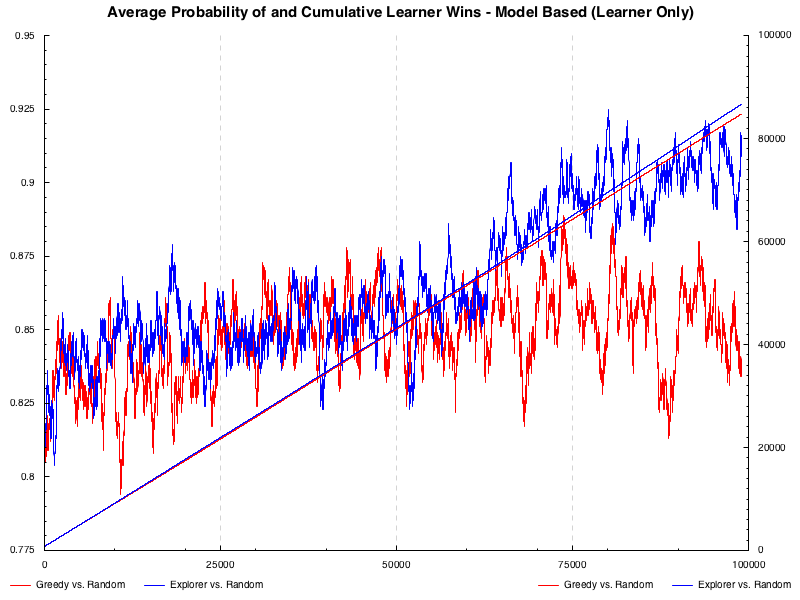 Average Probability of and Cumulative Learner Wins - Model Based (Learner Only)
0.95 100000
0.925
0.9 80000
0.875
0.85 60000
0.825 40000
0.8 20000
0.775 0
0 25000 50000 75000 100000
Greedy vs. Random Explorer vs. Random Greedy vs. Random Explorer vs. Random